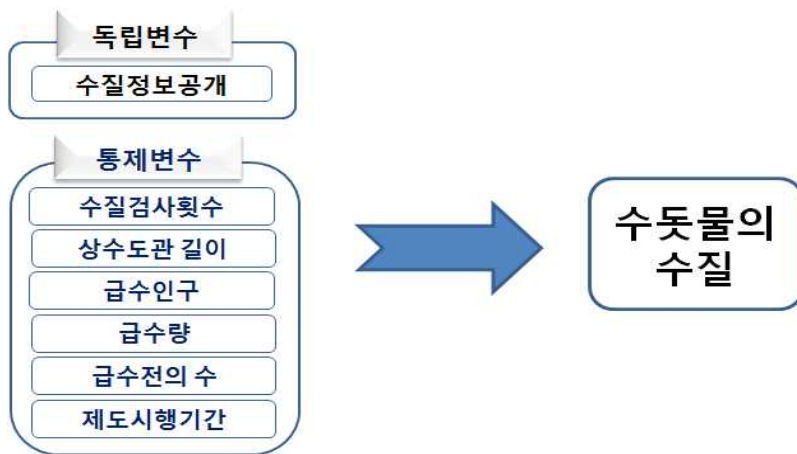 독립변수
수질정보공개
통제변수
수질검사횟수
상수도관 길이
급수인구
급수량
급수전의 수
제도시행기간
수돗물의
수질